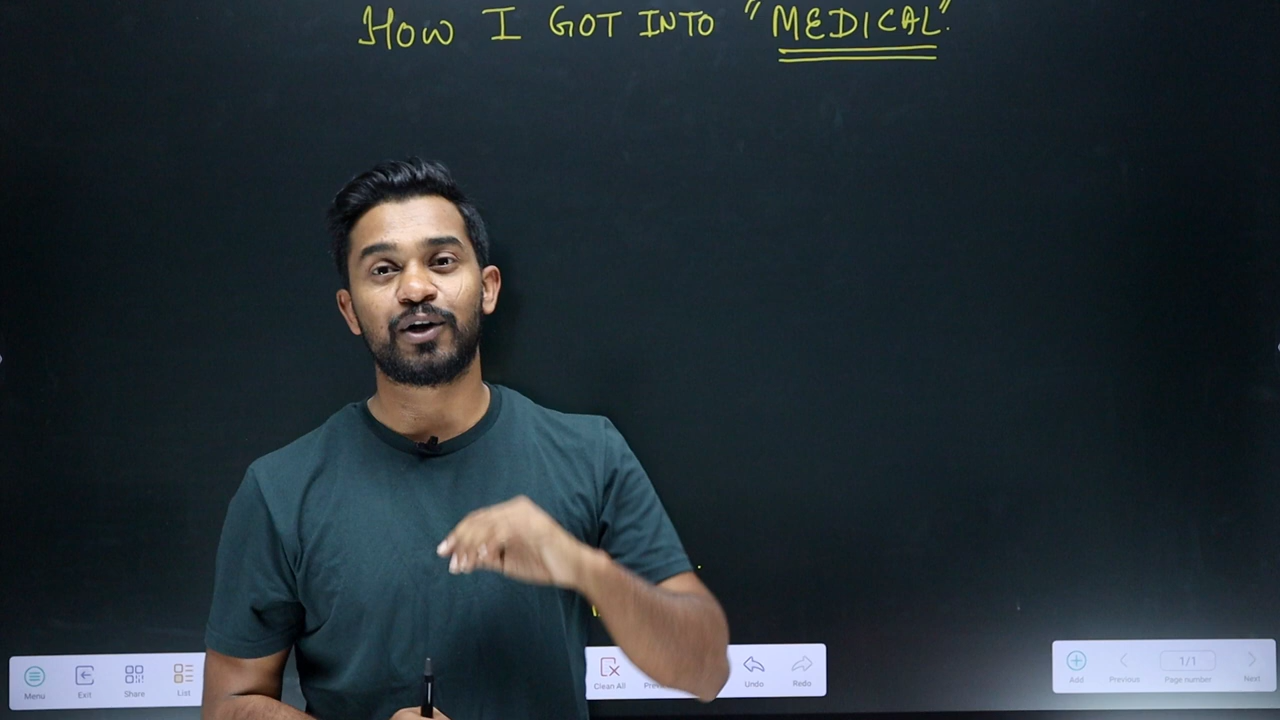 HOW I GOT INTO "MEDICAL".
Menu
Exit
Share
List
Clean All
Undo
Redo
Add
Previous
1/1
Page number
Next